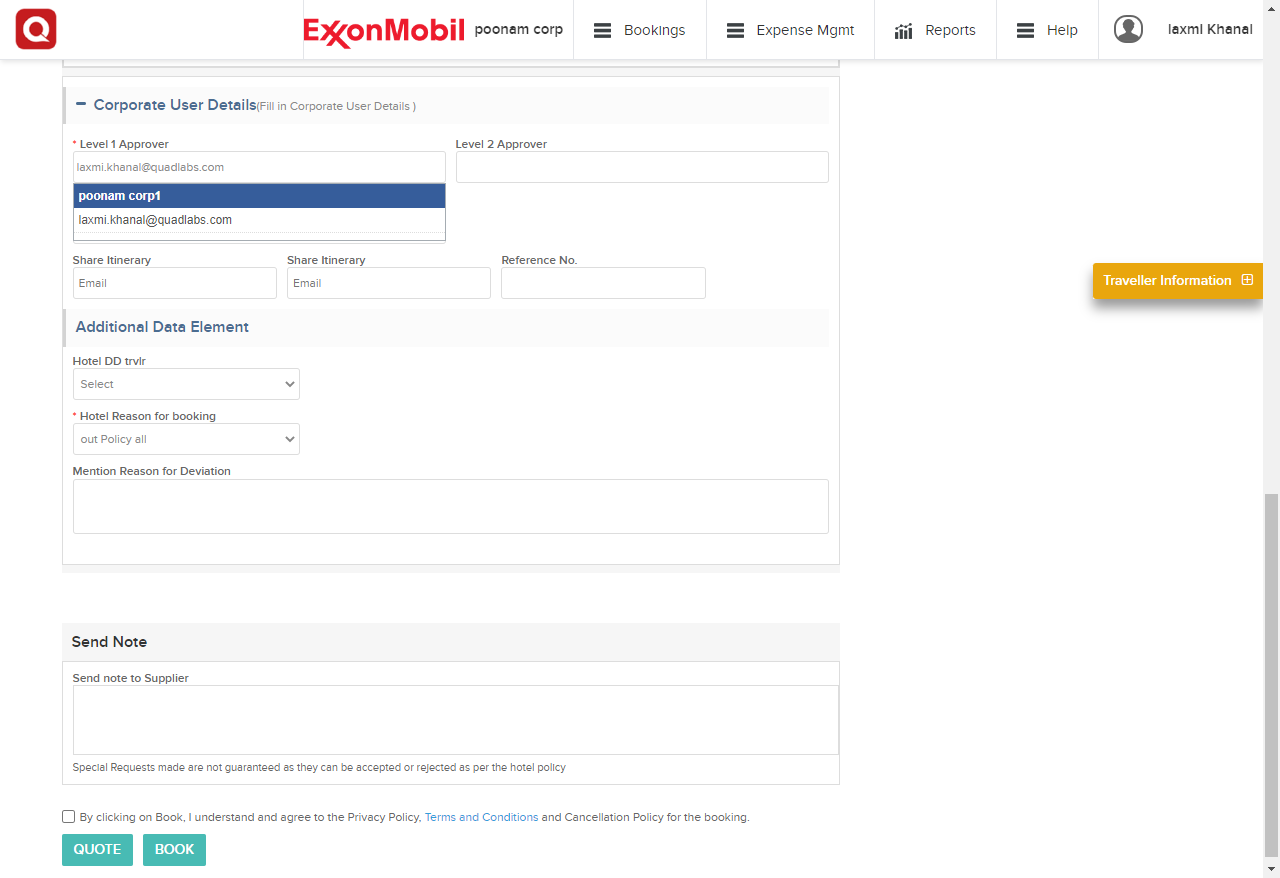 ExxonMobil poonam corp Bookings Expense Mgmt Reports Help laxmi Khanal
Corporate User Details(Fill in Corporate User Details )
* Level 1 Approver Level 2 Approver
laxmi.khanal@quadlabs.com
poonam corp1
laxmi.khanal@quadlabs.com
Share Itinerary Share Itinerary Reference No.
Email Email
Traveller Information
Additional Data Element
Hotel DD trvlr
Select
* Hotel Reason for booking
out Policy all
Mention Reason for Deviation
Send Note
Send note to Supplier
Special Requests made are not guaranteed as they can be accepted or rejected as per the hotel policy
By clicking on Book, I understand and agree to the Privacy Policy, Terms and Conditions and Cancellation Policy for the booking.
QUOTE BOOK